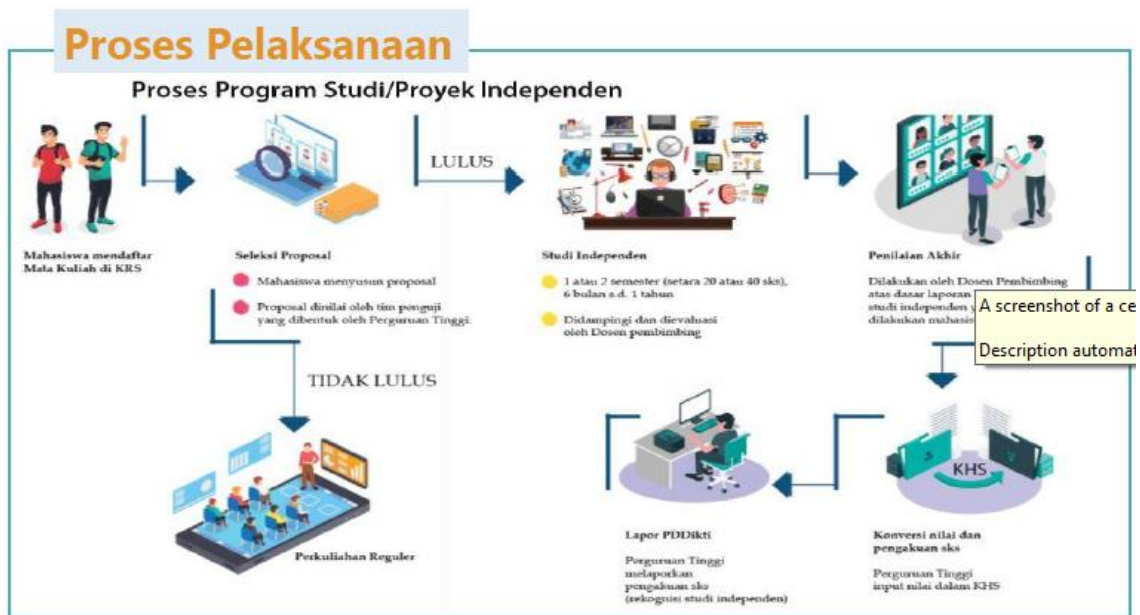 Proses Pelaksanaan
Proses Program Studi/Proyek Independen
Mahasiswa mendaftar
Mata Kuliah di KRS
Seleksi Proposal
Mahasiswa menyusun proposal
Proposal dinilai oleh tim penguji
yang dibentuk oleh Perguruan Tinggi.
LULUS
Studi Independen
1 atau 2 semester (setara 20 atau 40 sks),
6 bulan s.d. 1 tahun
Didampingi dan dievaluasi
oleh Dosen pembimbing
Penilaian Akhir
Dilakukan oleh Dosen Pembimbing
atas dasar laporan
studi independen
dilakukan
A screenshot of a
Description
TIDAK LULUS
Perkuliahan Reguler
KHS
Konversi nilai dan
pengakuan sks
Perguruan Tinggi
input nilai dalam KHS
Lapor PDDikti
Perguruan Tinggi
melaporkan
pengakuan sks
(rekognisi studi independen)